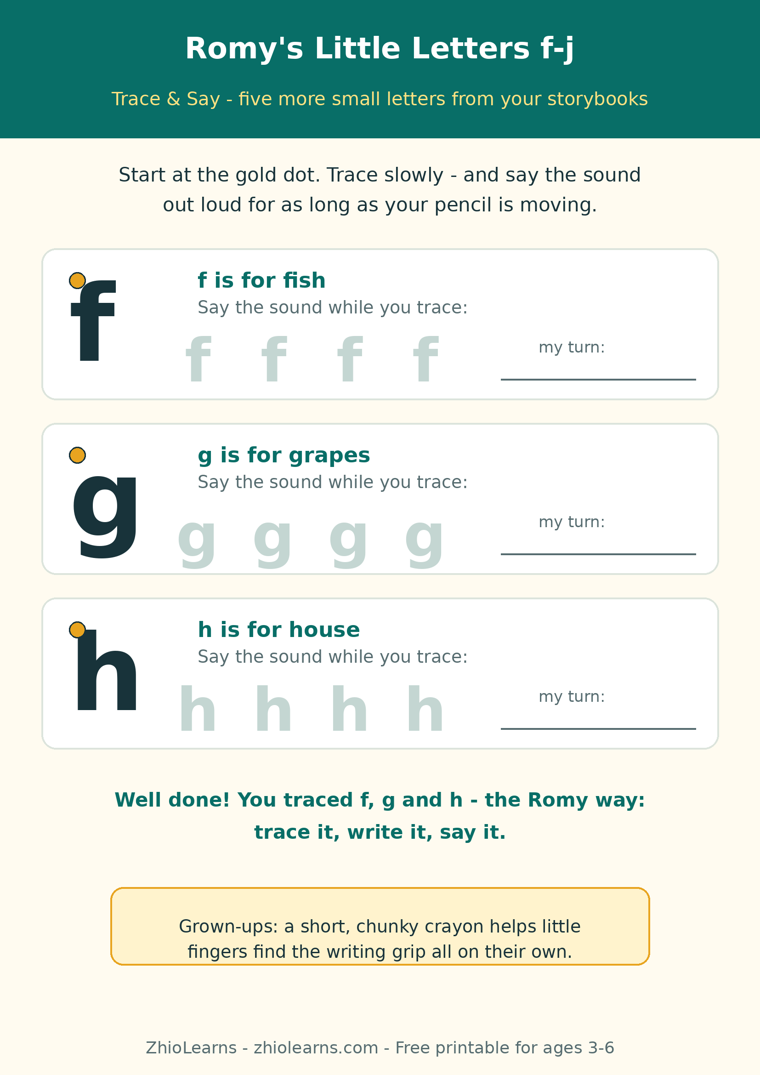 Romy's Little Letters f-j
Trace & Say - five more small letters from your storybooks
Start at the gold dot. Trace slowly - and say the sound
out loud for as long as your pencil is moving.
f
f is for fish
Say the sound while you trace:
f f f f
my turn:
g
g is for grapes
Say the sound while you trace:
g g g g
my turn:
h
h is for house
Say the sound while you trace:
h h h h
my turn:
Well done! You traced f, g and h - the Romy way:
trace it, write it, say it.
Grown-ups: a short, chunky crayon helps little
fingers find the writing grip all on their own.
ZhioLearns - zhiolearns.com - Free printable for ages 3-6